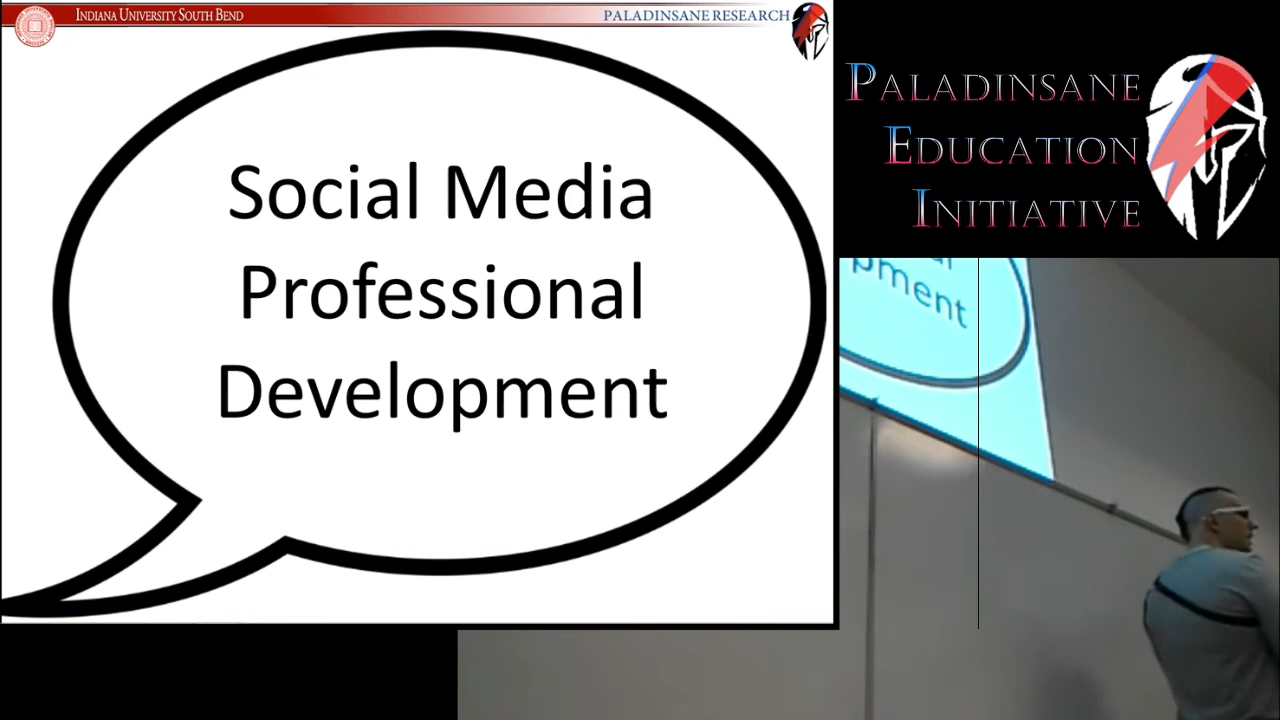 INDIANA UNIVERSITY SOUTH BEND
PALADINSANE RESEARCH
Social Media
Professional
Development
PALADINSANE
EDUCATION
INITIATIVE
pment